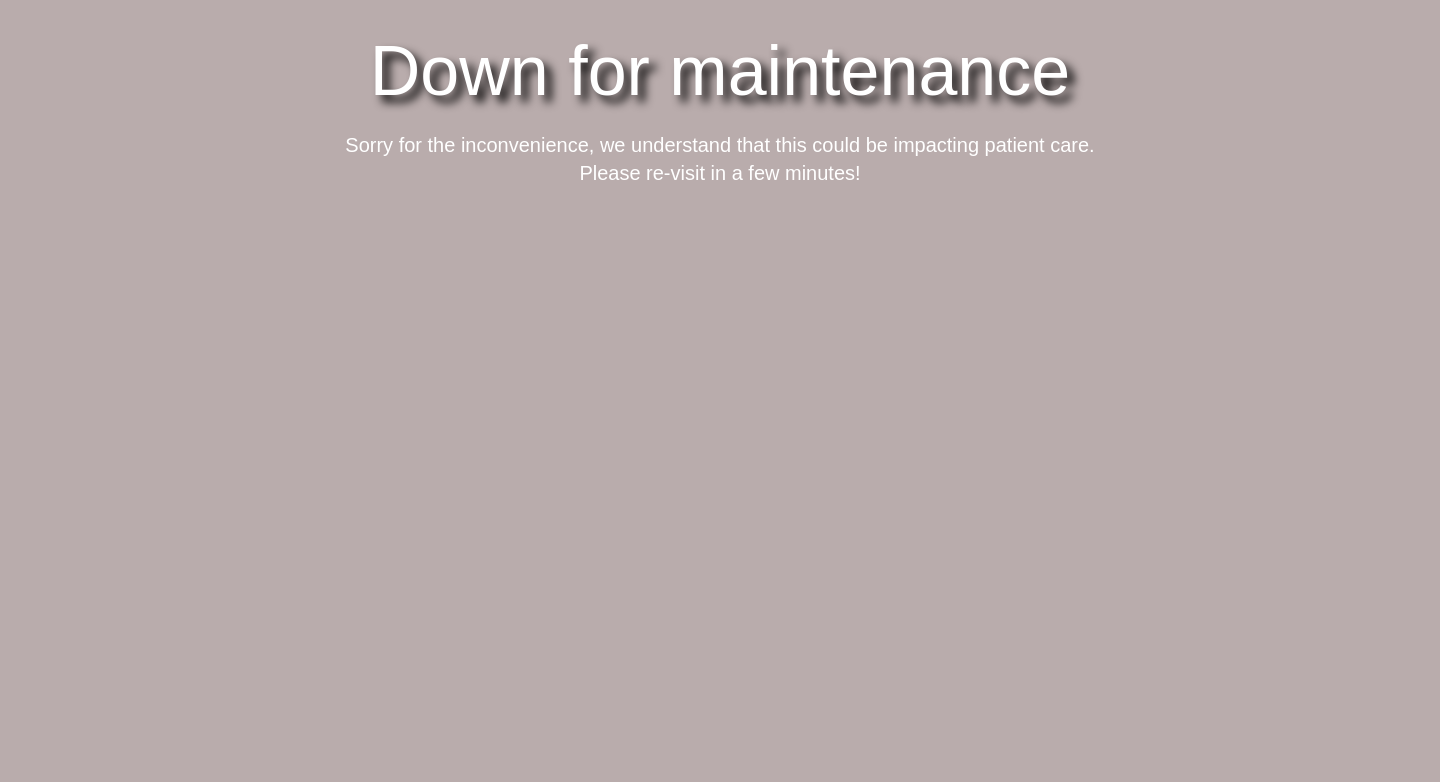 Down for maintenance
Sorry for the inconvenience, we understand that this could be impacting patient care.
Please re-visit in a few minutes!